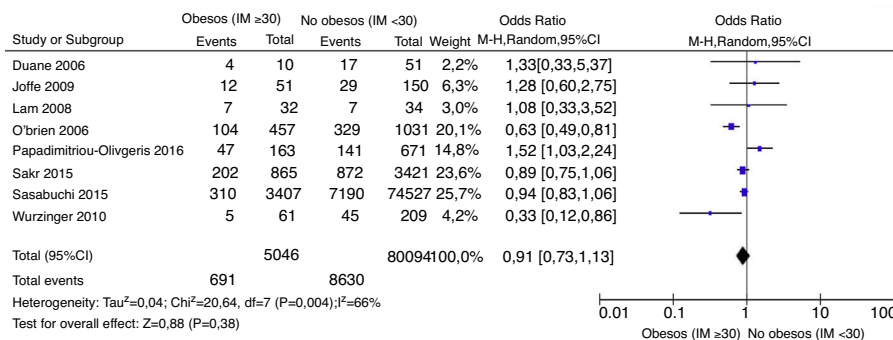 Obesos (IM ≥30) No obesos (IM <30) Odds Ratio Odds Ratio
Study or Subgroup Events Total Events Total Weight M-H,Random,95%CI M-H,Random,95%CI
Duane 2006 4 10 17 51 2,2% 1,33[0,33,5,37]
Joffe 2009 12 51 29 150 6,3% 1,28 [0,60,2,75]
Lam 2008 7 32 7 34 3,0% 1,08 [0,33,3,52]
O'brien 2006 104 457 329 1031 20,1% 0,63 [0,49,0,81]
Papadimitriou-Olivgeris 2016 47 163 141 671 14,8% 1,52 [1,03,2,24]
Sakr 2015 202 865 872 3421 23,6% 0,89 [0,75,1,06]
Sasabuchi 2015 310 3407 7190 74527 25,7% 0,94 [0,83,1,06]
Wurzinger 2010 5 61 45 209 4,2% 0,33 [0,12,0,86]
Total (95%CI) 5046 80094 100,0% 0,91 [0,73,1,13]
Total events 691 8630
Heterogeneity: Tau²=0,04; Chi²=20,64, df=7 (P=0,004);I²=66%
Test for overall effect: Z=0,88 (P=0,38)
0.01 0.1 1 10 100
Obesos (IM ≥30) No obesos (IM <30)